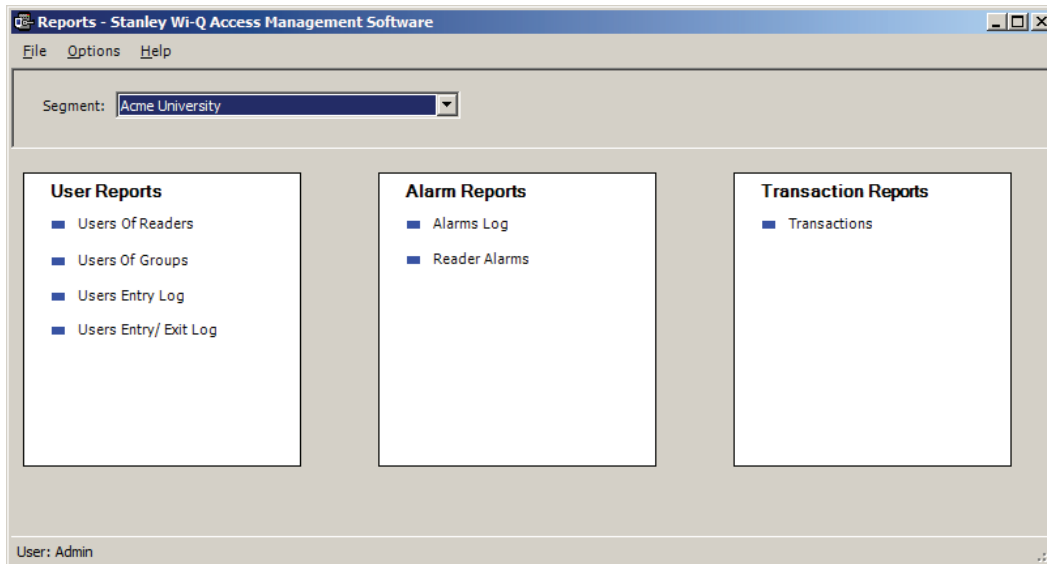 Reports - Stanley Wi-Q Access Management Software
File Options Help
Segment: Acme University
User Reports
Users Of Readers
Users Of Groups
Users Entry Log
Users Entry/ Exit Log
Alarm Reports
Alarms Log
Reader Alarms
Transaction Reports
Transactions
User: Admin